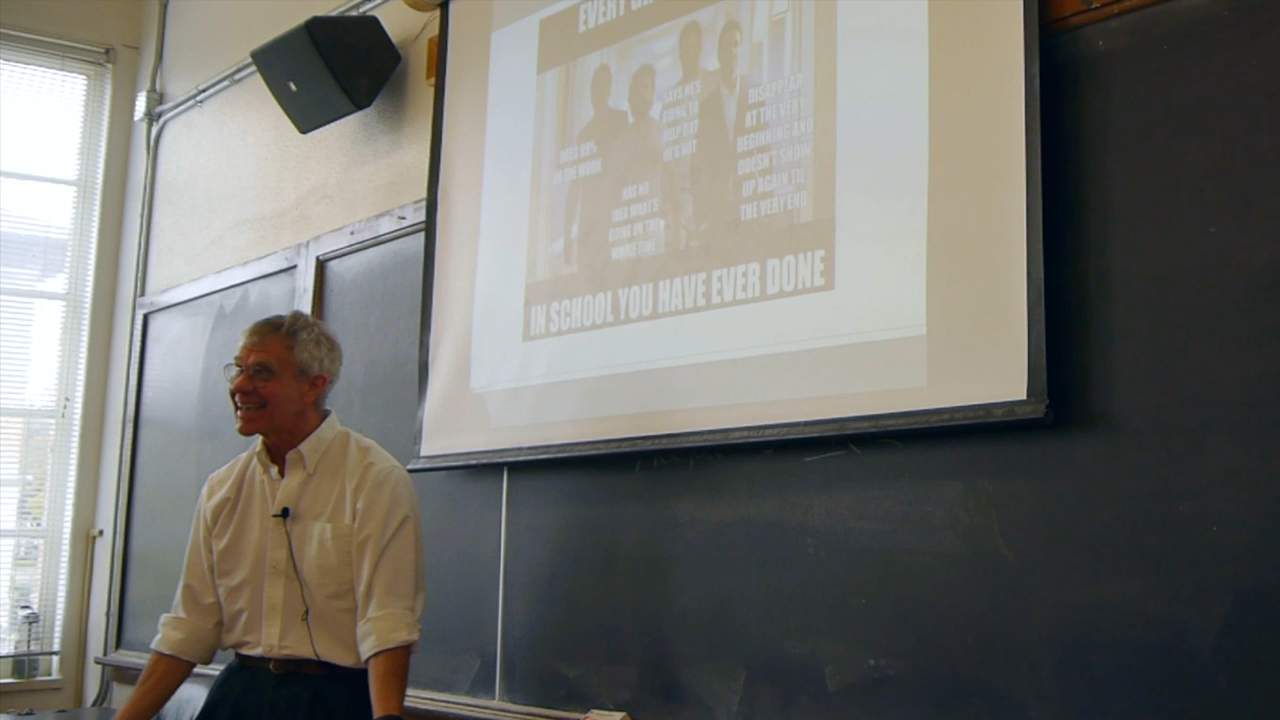 EVERY
DOES 99%
OF THE WORK
HAS NO
IDEA WHAT'S
GOING ON THE
WHOLE TIME
SAYS HE'S
GOING TO
HELP BUT
HE'S NOT
DISAPPEAR
AT THE VERY
BEGINNING AND
DOESN'T SHOW
UP AGAIN TIL
THE VERY END
IN SCHOOL YOU HAVE EVER DONE